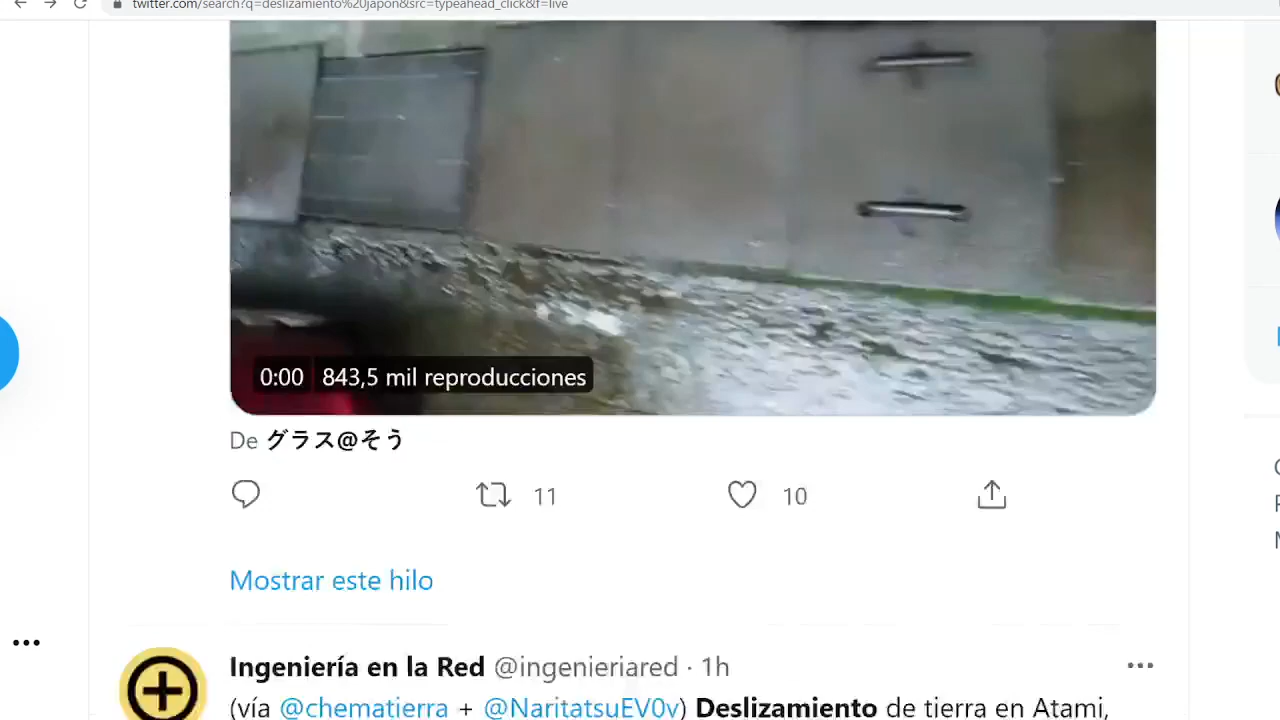 twitter.com/search?q=deslizamiento%20japon&src=typeahead_click&f=live
0:00 843,5 mil reproducciones
De グラス@そう
11 10
Mostrar este hilo
Ingeniería en la Red @ingenieriared · 1h
(vía @chematierra + @NaritatsuEV0v) Deslizamiento de tierra en Atami,